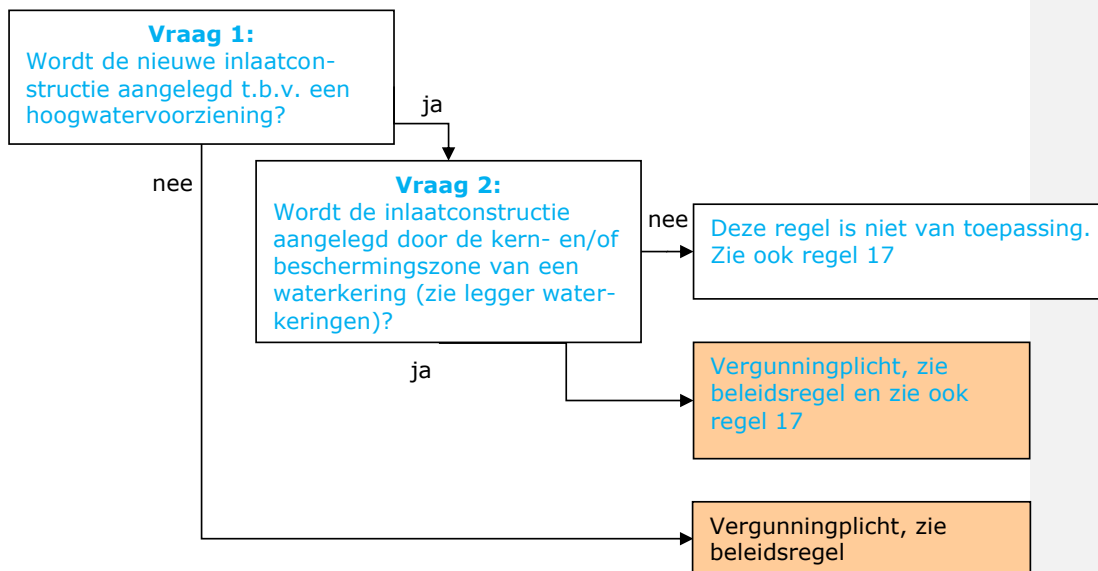 Vraag 1:
Wordt de nieuwe inlaatcon-
structie aangelegd t.b.v. een
hoogwatervoorziening?
ja
nee
Vraag 2:
Wordt de inlaatconstructie
aangelegd door de kern- en/of
beschermingszone van een
waterkering (zie legger water-
keringen)?
nee
Deze regel is niet van toepassing.
Zie ook regel 17
ja
Vergunningplicht, zie
beleidsregel en zie ook
regel 17
Vergunningplicht, zie
beleidsregel